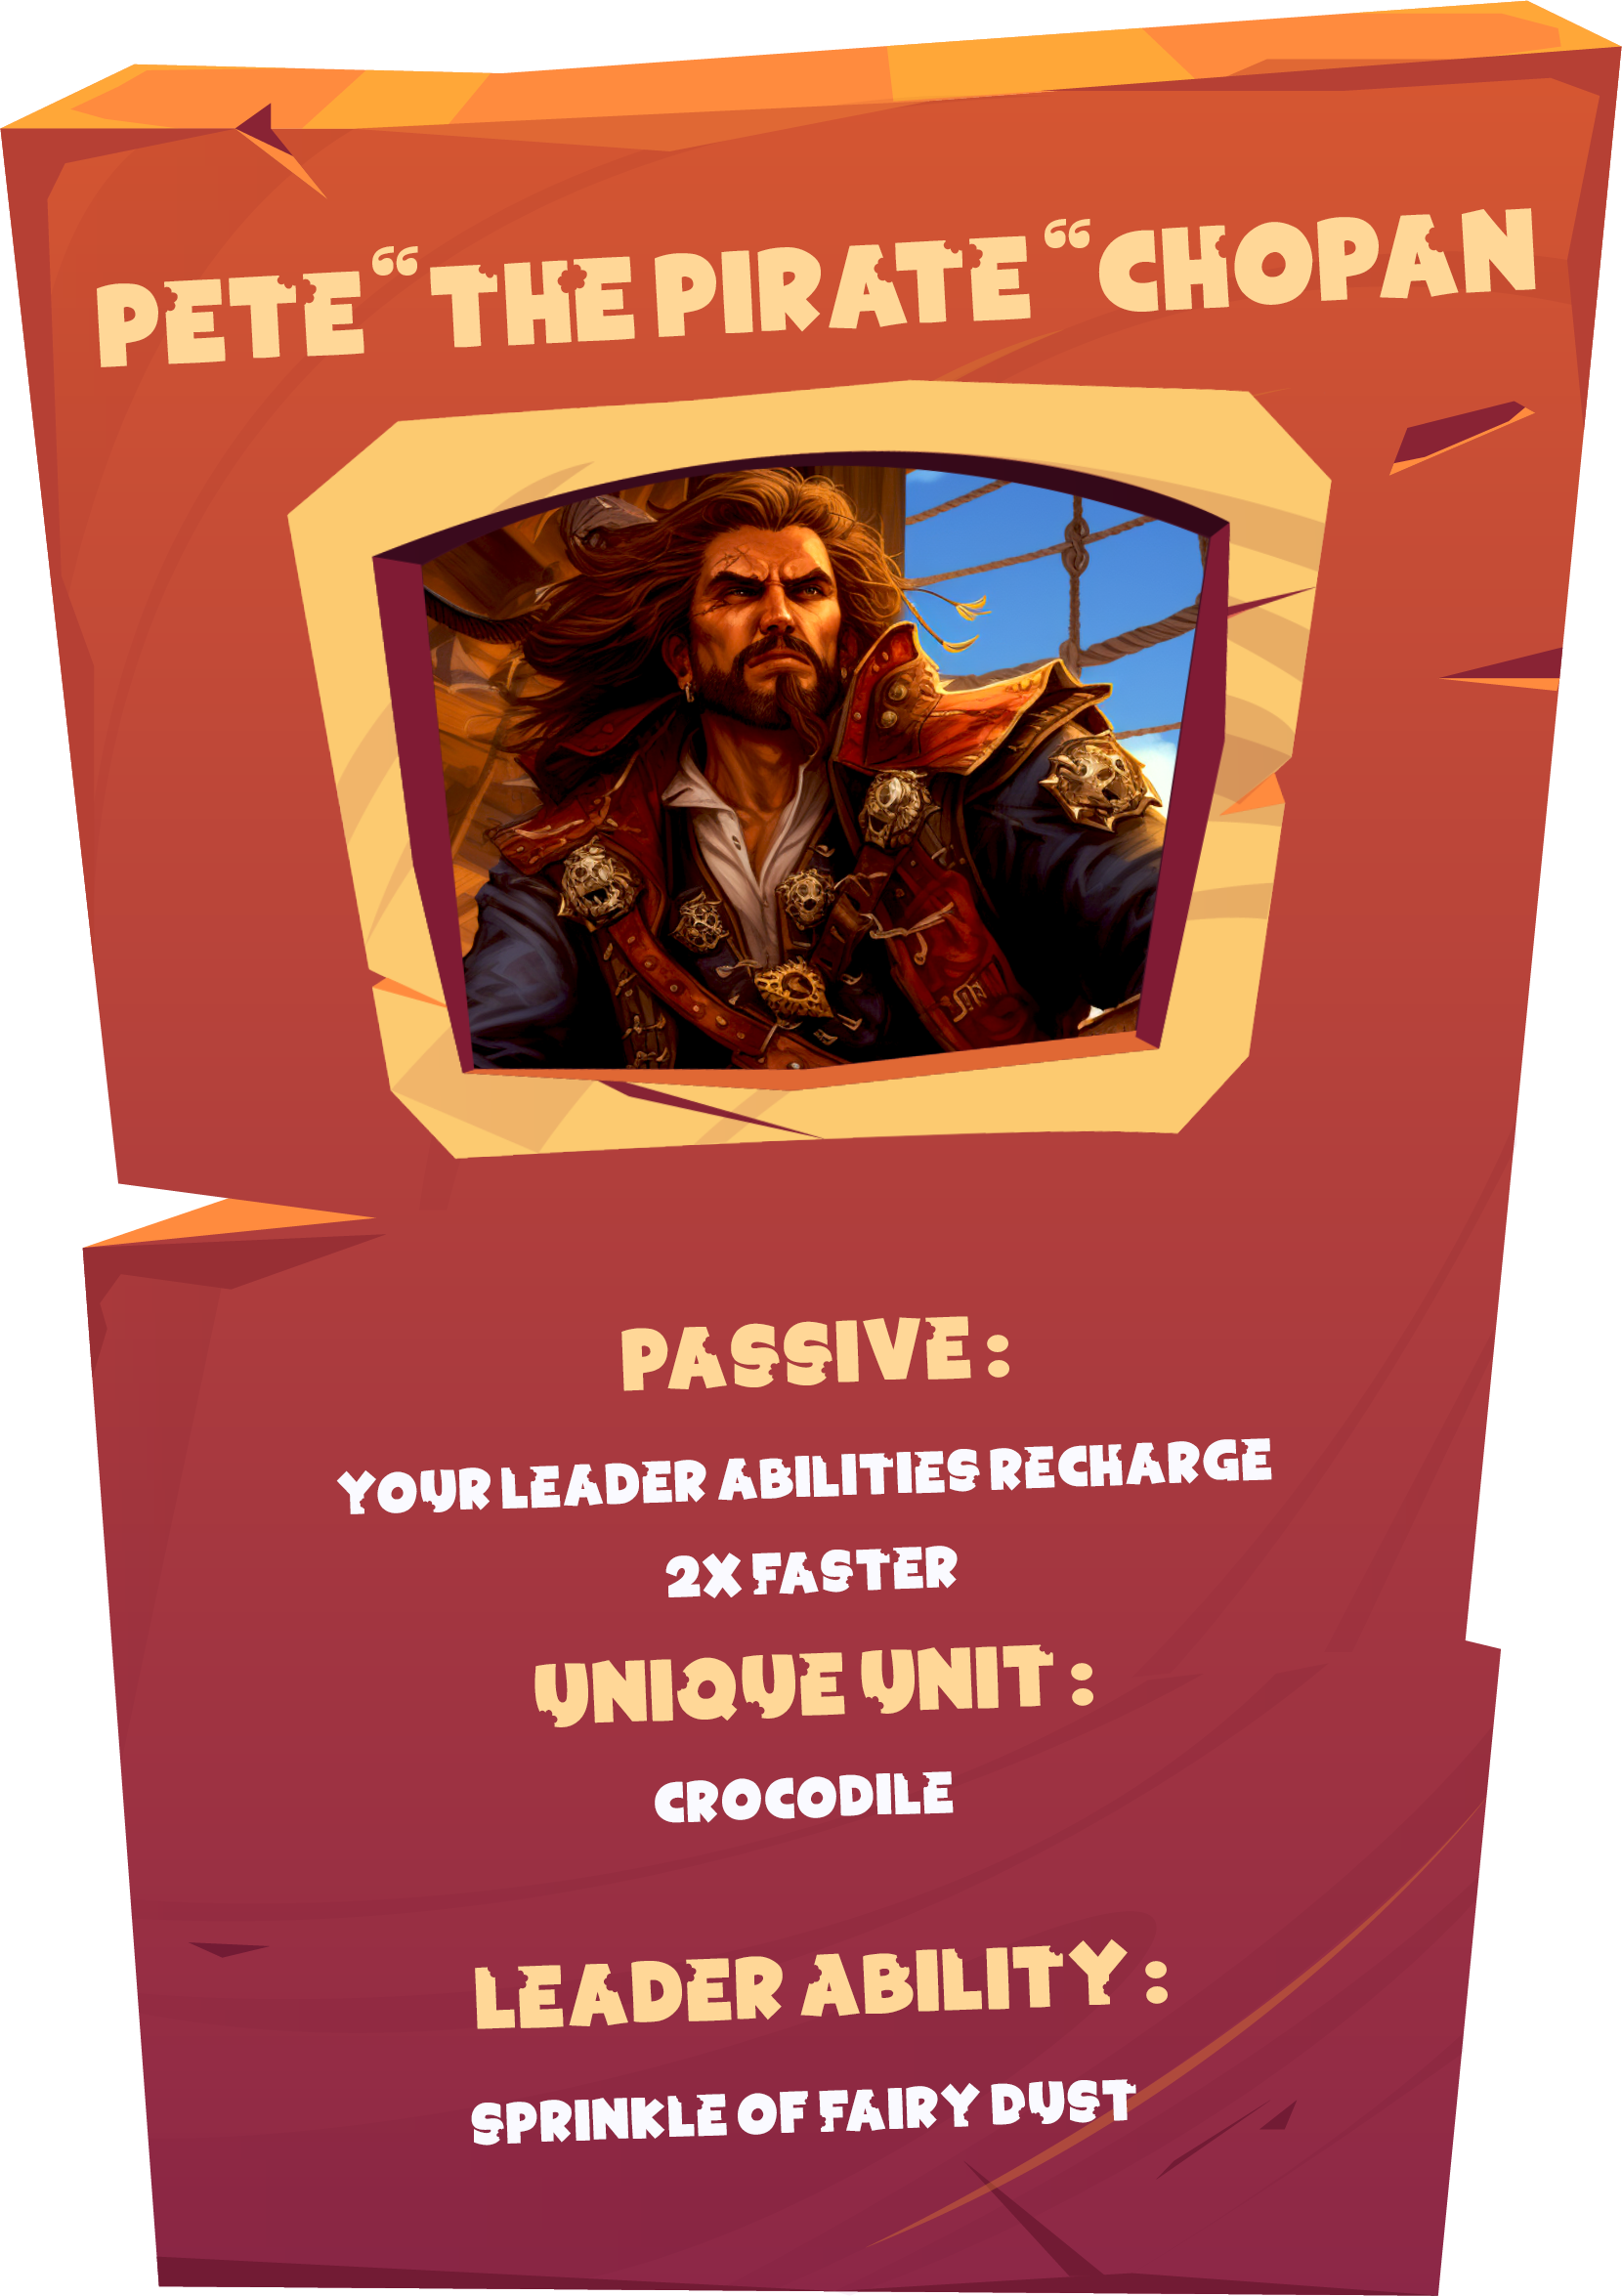 PETE “ THE PIRATE “ CHOPAN
PASSIVE :
YOUR LEADER ABILITIES RECHARGE
2X FASTER
UNIQUE UNIT :
CROCODILE
LEADER ABILITY :
SPRINKLE OF FAIRY DUST